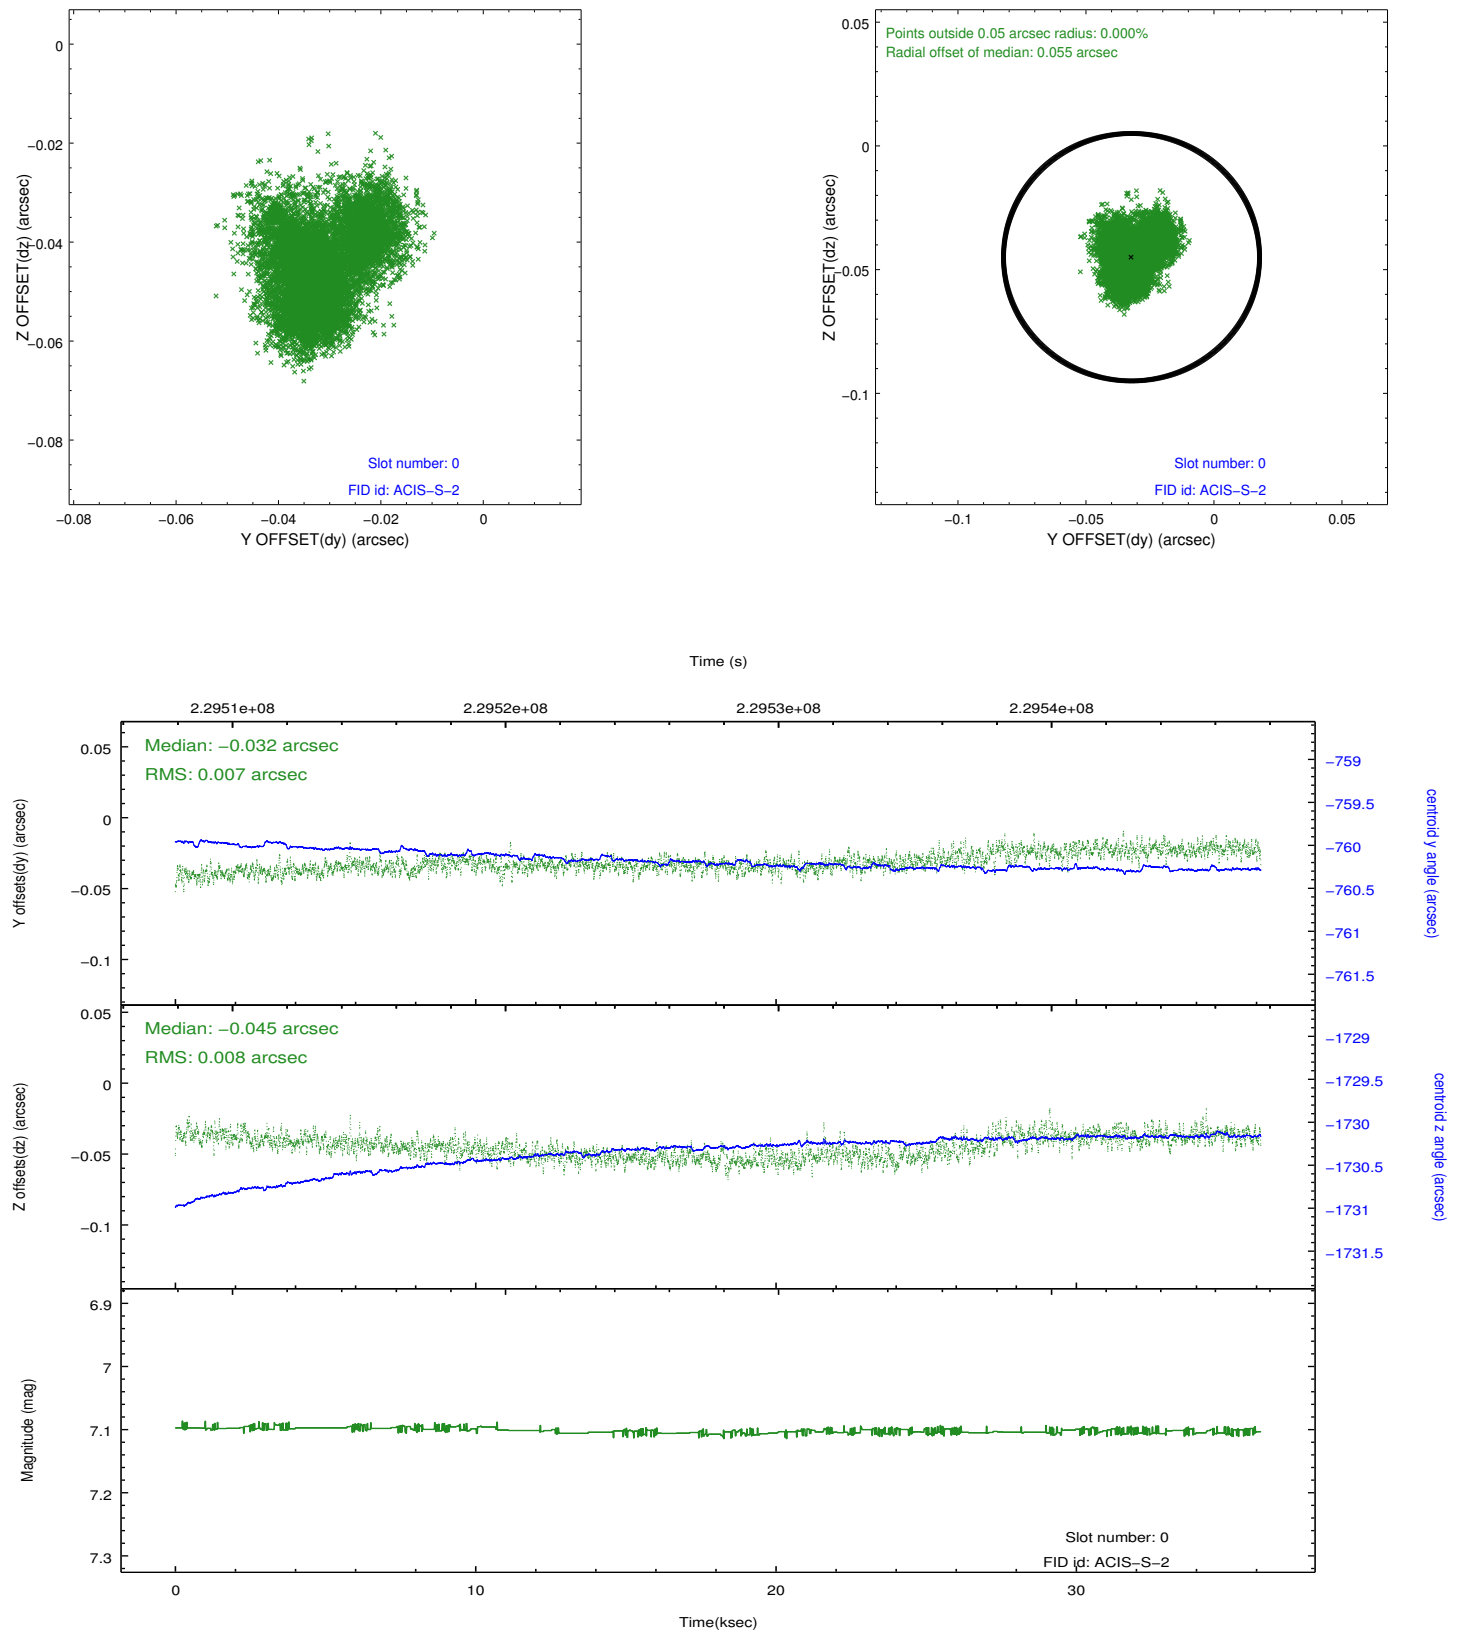 0
−0.02
−0.04
−0.06
−0.08
Z OFFSET(dz) (arcsec)
Slot number: 0
FID id: ACIS−S−2
−0.08
−0.06
−0.04
−0.02
0
Y OFFSET(dy) (arcsec)
Points outside 0.05 arcsec radius: 0.000%
Radial offset of median: 0.055 arcsec
0.05
0
−0.05
−0.1
Z OFFSET(dz) (arcsec)
Slot number: 0
FID id: ACIS−S−2
−0.1
−0.05
0
0.05
Y OFFSET(dy) (arcsec)
Time (s)
2.2951e+08
2.2952e+08
2.2953e+08
2.2954e+08
Median: −0.032 arcsec
RMS: 0.007 arcsec
0.05
0
−0.05
−0.1
Y offsets(dy) (arcsec)
−759
−759.5
−760
−760.5
−761
−761.5
centroid y angle (arcsec)
Median: −0.045 arcsec
RMS: 0.008 arcsec
0.05
0
−0.05
−0.1
Z offsets(dz) (arcsec)
−1729
−1729.5
−1730
−1730.5
−1731
−1731.5
centroid z angle (arcsec)
6.9
7
7.1
7.2
7.3
Magnitude (mag)
Slot number: 0
FID id: ACIS−S−2
0
10
20
30
Time(ksec)